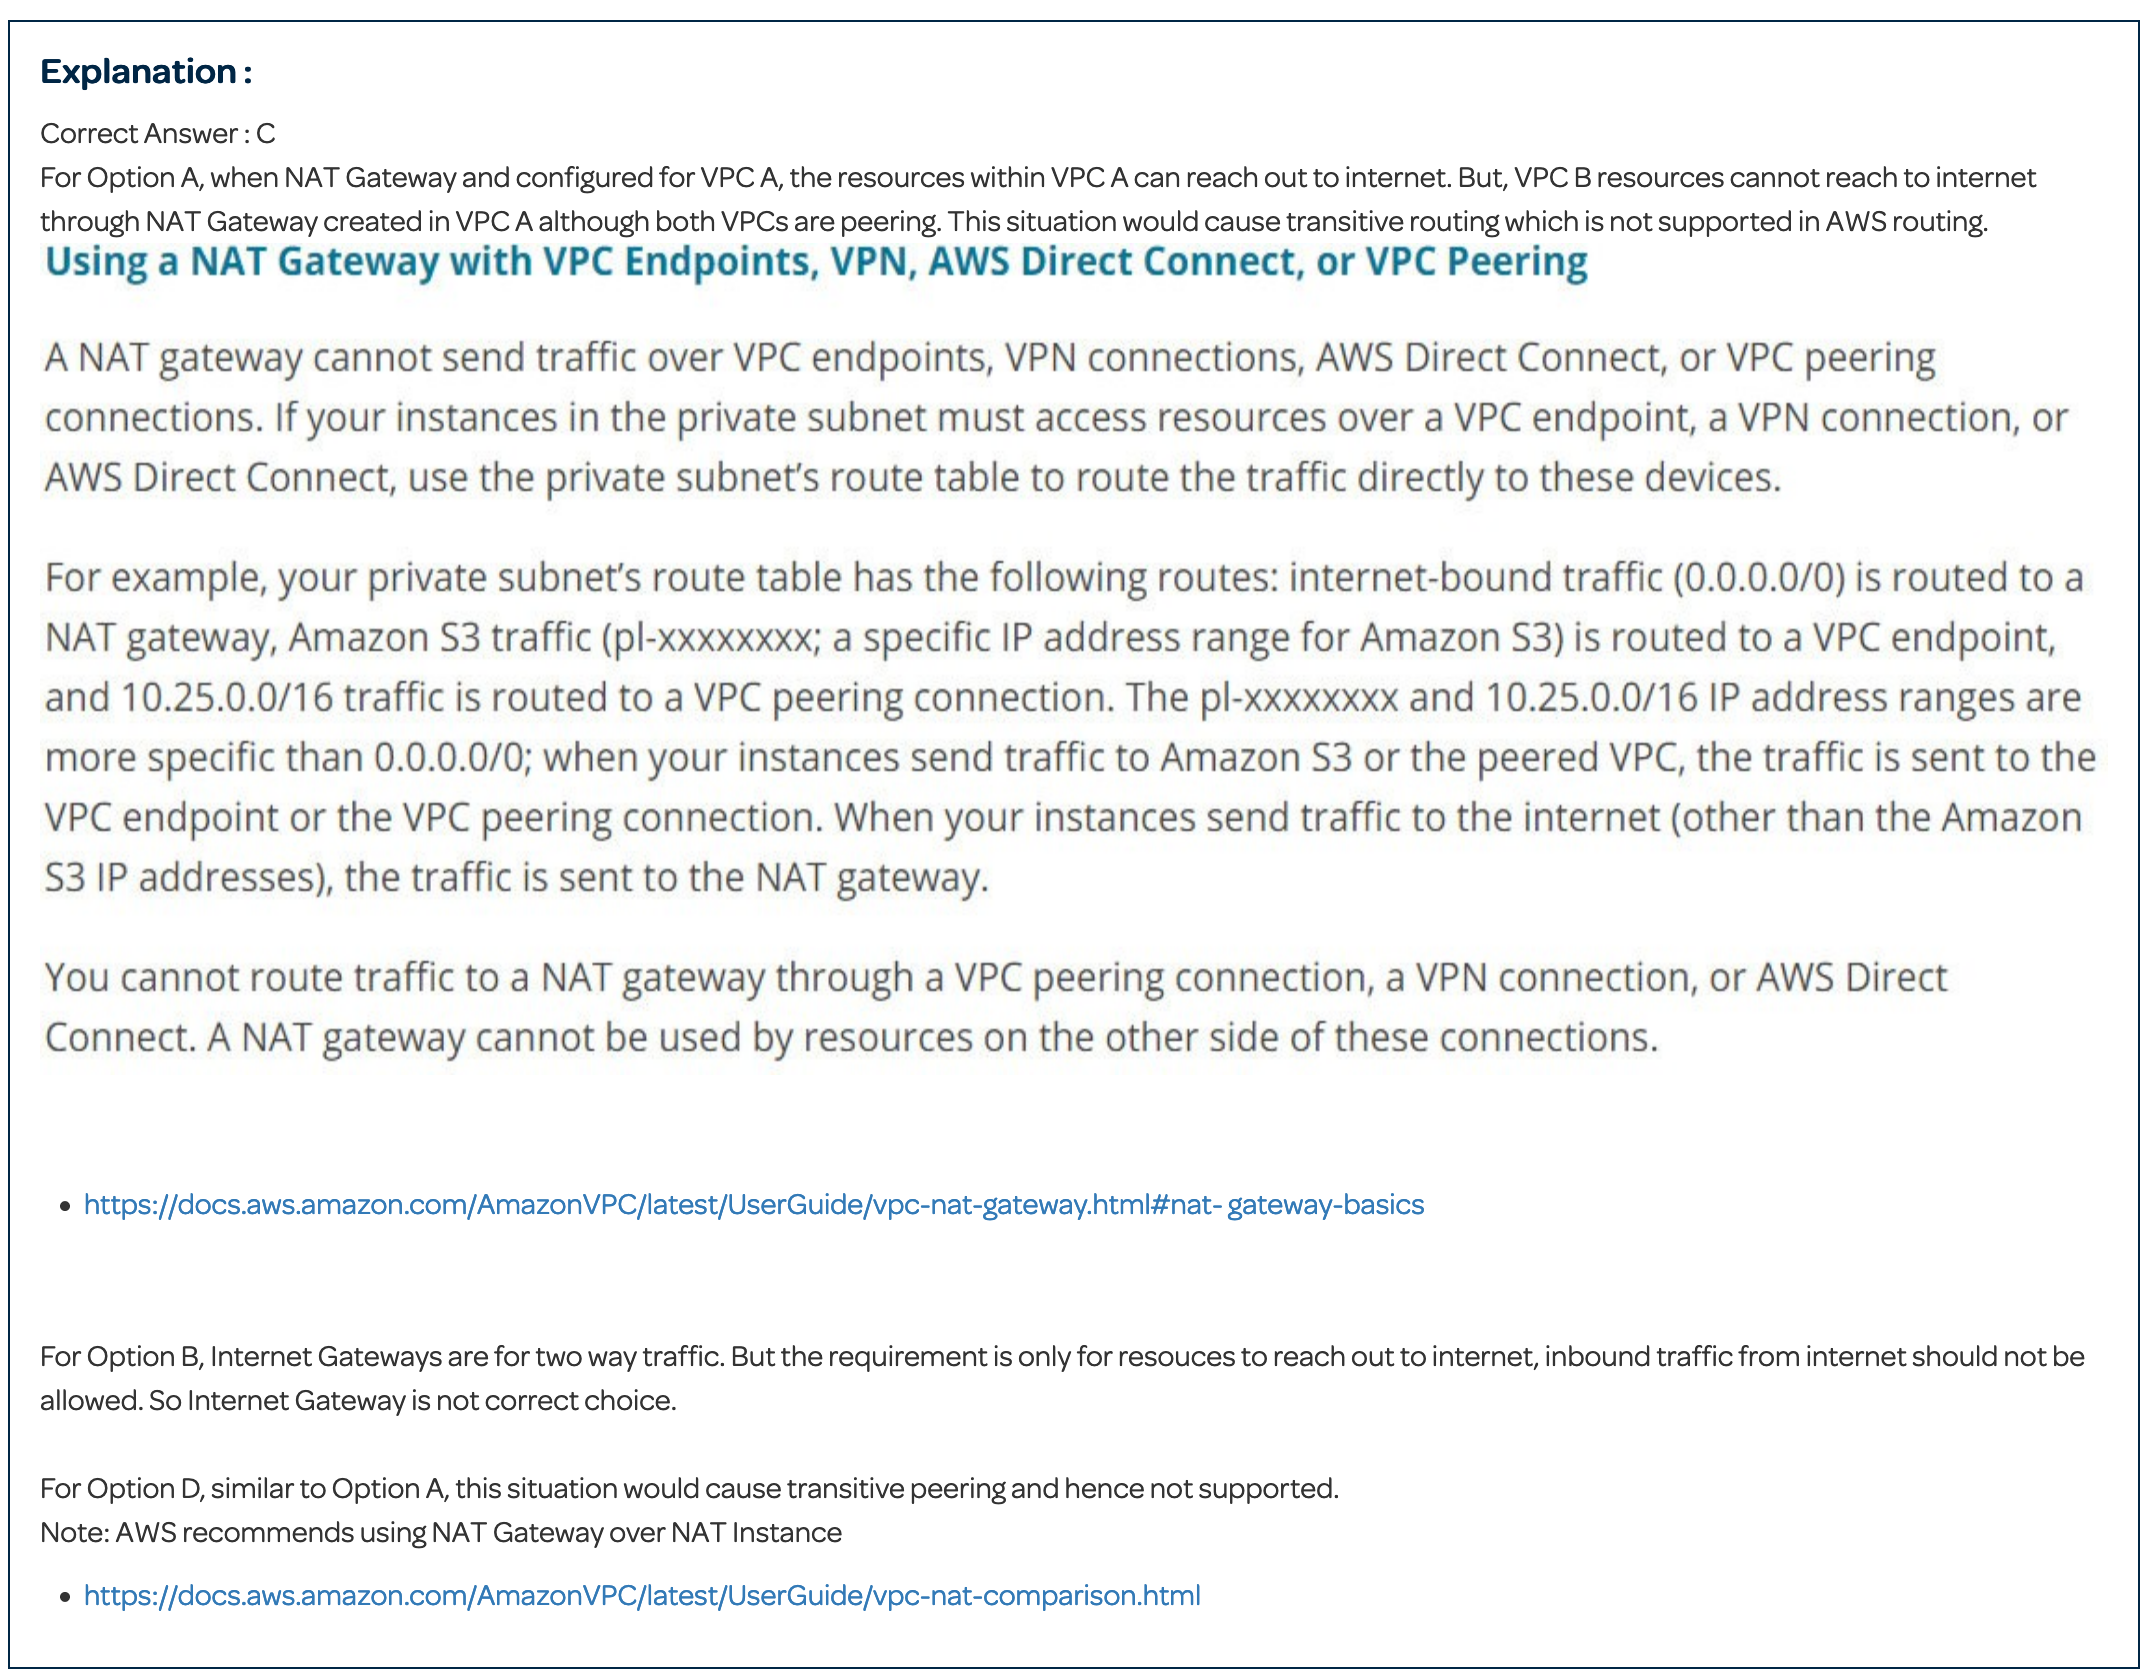 Explanation :
Correct Answer : C
For Option A, when NAT Gateway and configured for VPC A, the resources within VPC A can reach out to internet. But, VPC B resources cannot reach to internet
through NAT Gateway created in VPC A although both VPCs are peering. This situation would cause transitive routing which is not supported in AWS routing.
Using a NAT Gateway with VPC Endpoints, VPN, AWS Direct Connect, or VPC Peering
A NAT gateway cannot send traffic over VPC endpoints, VPN connections, AWS Direct Connect, or VPC peering
connections. If your instances in the private subnet must access resources over a VPC endpoint, a VPN connection, or
AWS Direct Connect, use the private subnet’s route table to route the traffic directly to these devices.
For example, your private subnet’s route table has the following routes: internet-bound traffic (0.0.0.0/0) is routed to a
NAT gateway, Amazon S3 traffic (pl-xxxxxxxx; a specific IP address range for Amazon S3) is routed to a VPC endpoint,
and 10.25.0.0/16 traffic is routed to a VPC peering connection. The pl-xxxxxxxx and 10.25.0.0/16 IP address ranges are
more specific than 0.0.0.0/0; when your instances send traffic to Amazon S3 or the peered VPC, the traffic is sent to the
VPC endpoint or the VPC peering connection. When your instances send traffic to the internet (other than the Amazon
S3 IP addresses), the traffic is sent to the NAT gateway.
You cannot route traffic to a NAT gateway through a VPC peering connection, a VPN connection, or AWS Direct
Connect. A NAT gateway cannot be used by resources on the other side of these connections.
• https://docs.aws.amazon.com/AmazonVPC/latest/UserGuide/vpc-nat-gateway.html#nat- gateway-basics
For Option B, Internet Gateways are for two way traffic. But the requirement is only for resouces to reach out to internet, inbound traffic from internet should not be
allowed. So Internet Gateway is not correct choice.
For Option D, similar to Option A, this situation would cause transitive peering and hence not supported.
Note: AWS recommends using NAT Gateway over NAT Instance
• https://docs.aws.amazon.com/AmazonVPC/latest/UserGuide/vpc-nat-comparison.html